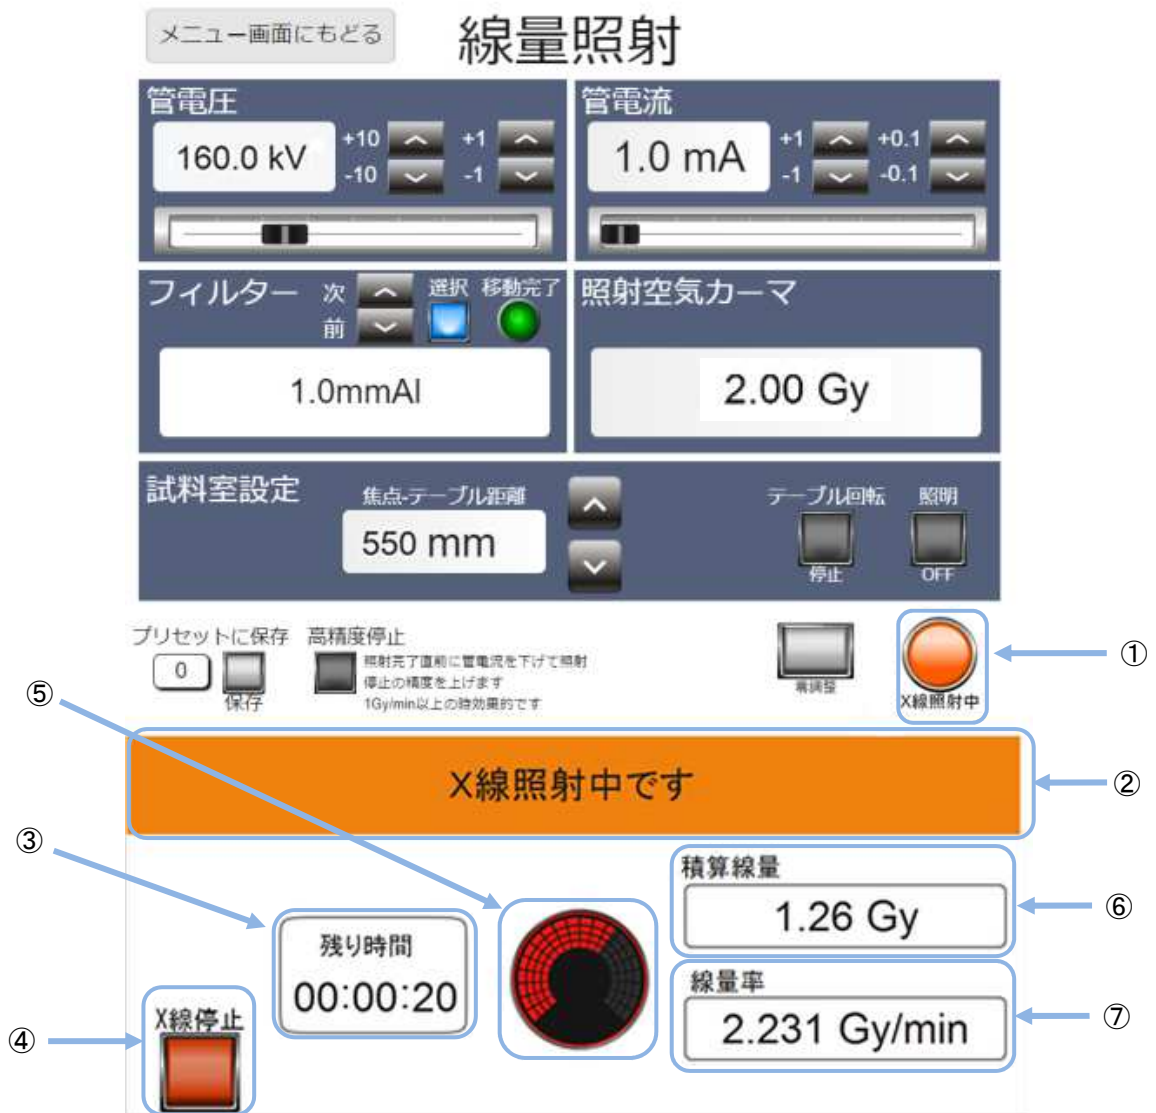 メニュー画面にもどる
線量照射
管電圧
160.0 kV
+10
+1
-10
-1
管電流
1.0 mA
+1
+0.1
-1
-0.1
フィルター
次
前
選択
移動完了
1.0mmAl
照射空気カーマ
2.00 Gy
試料室設定
焦点-テーブル距離
550 mm
テーブル回転
停止
照明
OFF
プリセットに保存
0
保存
高精度停止
照射完了直前に管電流を下げて照射
停止の精度を上げます
1Gy/min以上の時効果的です
X線照射中
①
⑤
X線照射中です
②
③
残り時間
00:00:20
積算線量
1.26 Gy
⑥
線量率
2.231 Gy/min
⑦
X線停止
④